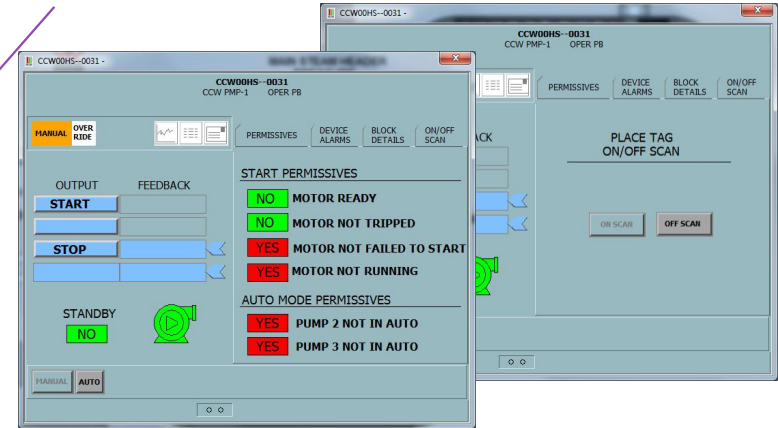 CCW00HS--0031 -
CCW00HS--0031
CCW PMP-1 OPER PB
PERMISSIVES
DEVICE
ALARMS
BLOCK
DETAILS
ON/OFF
SCAN
PLACE TAG
ON/OFF SCAN
ON SCAN
OFF SCAN
CCW00HS--0031 -
MAIN STEAM HEADER
CCW00HS--0031
CCW PMP-1 OPER PB
MANUAL
OVER
RIDE
PERMISSIVES
DEVICE
ALARMS
BLOCK
DETAILS
ON/OFF
SCAN
OUTPUT FEEDBACK
START
STOP
STANDBY
NO
START PERMISSIVES
NO MOTOR READY
NO MOTOR NOT TRIPPED
YES MOTOR NOT FAILED TO START
YES MOTOR NOT RUNNING
AUTO MODE PERMISSIVES
YES PUMP 2 NOT IN AUTO
YES PUMP 3 NOT IN AUTO
MANUAL AUTO